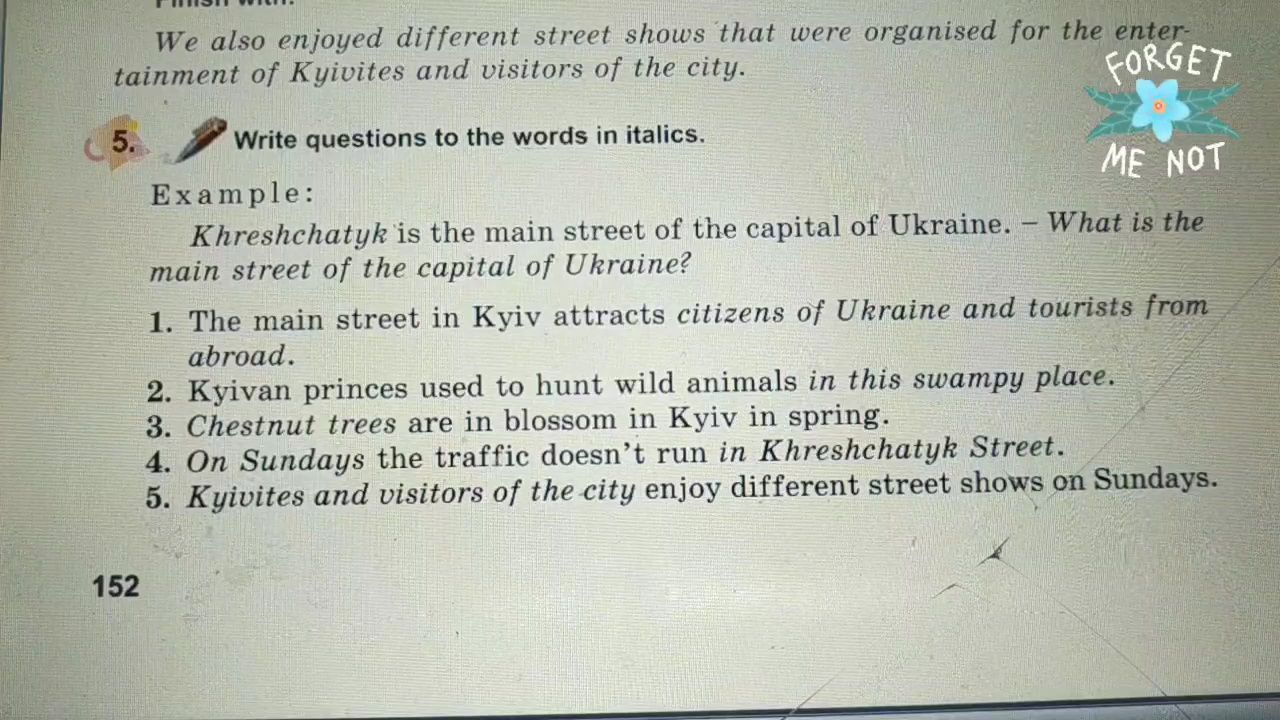 Finish with:
We also enjoyed different street shows that were organised for the enter-
tainment of Kyivites and visitors of the city.
FORGET
ME NOT
5. Write questions to the words in italics.
Example:
Khreshchatyk is the main street of the capital of Ukraine. – What is the
main street of the capital of Ukraine?
1. The main street in Kyiv attracts citizens of Ukraine and tourists from
abroad.
2. Kyivan princes used to hunt wild animals in this swampy place.
3. Chestnut trees are in blossom in Kyiv in spring.
4. On Sundays the traffic doesn't run in Khreshchatyk Street.
5. Kyivites and visitors of the city enjoy different street shows on Sundays.
152